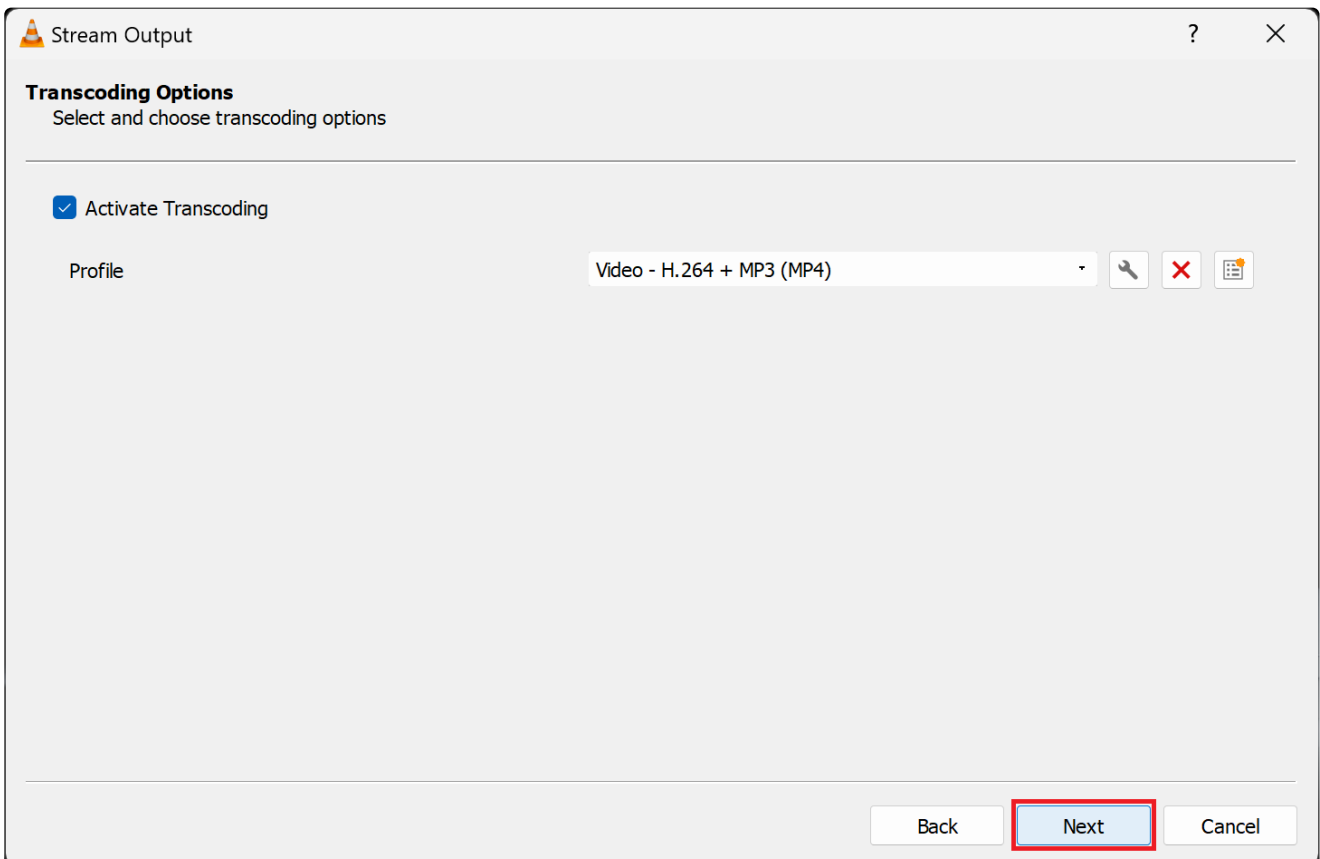 Stream Output
?
Transcoding Options
Select and choose transcoding options
Activate Transcoding
Profile
Video - H.264 + MP3 (MP4)
Back
Next
Cancel